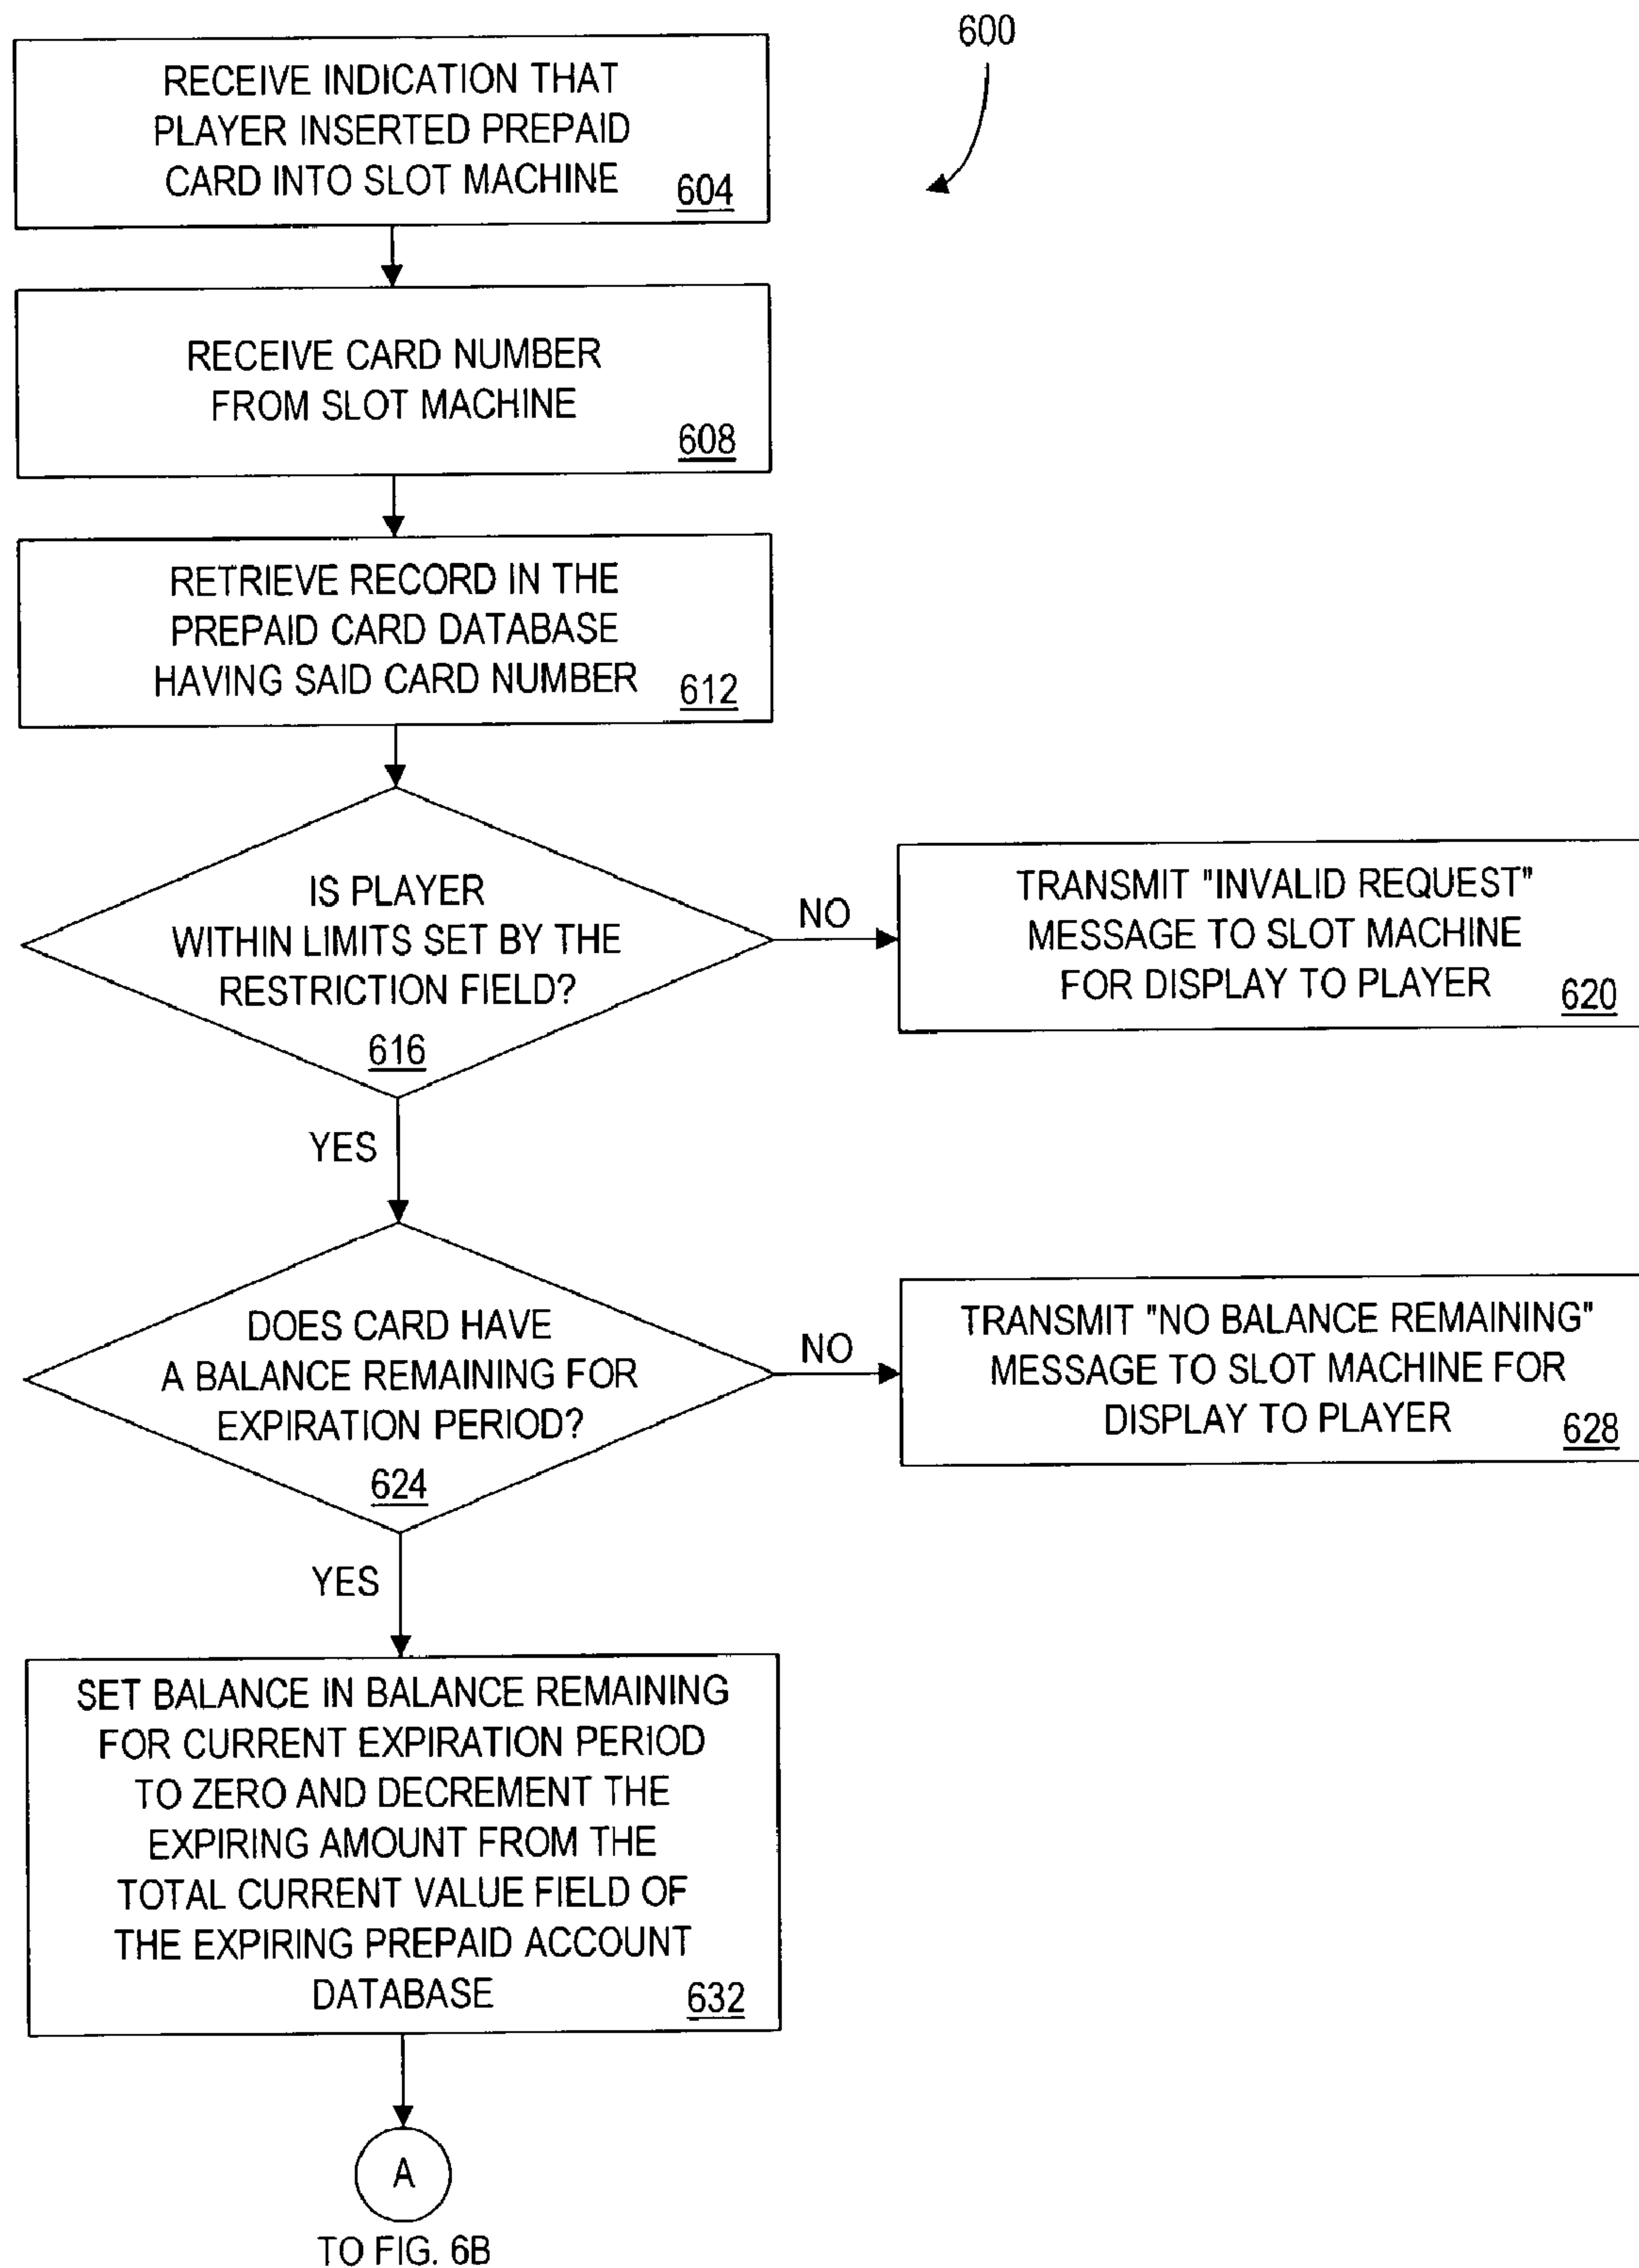 600
RECEIVE INDICATION THAT
PLAYER INSERTED PREPAID
CARD INTO SLOT MACHINE
604
RECEIVE CARD NUMBER
FROM SLOT MACHINE
608
RETRIEVE RECORD IN THE
PREPAID CARD DATABASE
HAVING SAID CARD NUMBER
612
IS PLAYER
WITHIN LIMITS SET BY THE
RESTRICTION FIELD?
616
NO
TRANSMIT "INVALID REQUEST"
MESSAGE TO SLOT MACHINE
FOR DISPLAY TO PLAYER
620
YES
DOES CARD HAVE
A BALANCE REMAINING FOR
EXPIRATION PERIOD?
624
NO
TRANSMIT "NO BALANCE REMAINING"
MESSAGE TO SLOT MACHINE FOR
DISPLAY TO PLAYER
628
YES
SET BALANCE IN BALANCE REMAINING
FOR CURRENT EXPIRATION PERIOD
TO ZERO AND DECREMENT THE
EXPIRING AMOUNT FROM THE
TOTAL CURRENT VALUE FIELD OF
THE EXPIRING PREPAID ACCOUNT
DATABASE
632
A
TO FIG. 6B